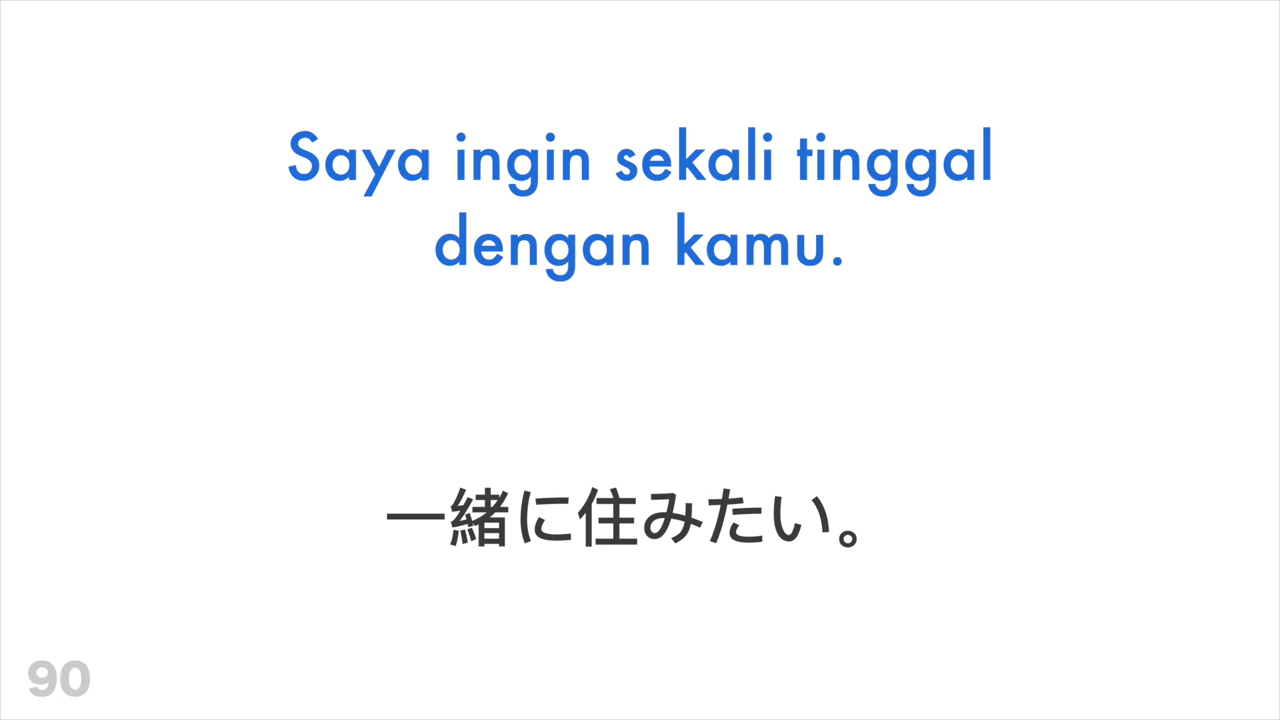 Saya ingin sekali tinggal
dengan kamu.
一緒に住みたい。
90